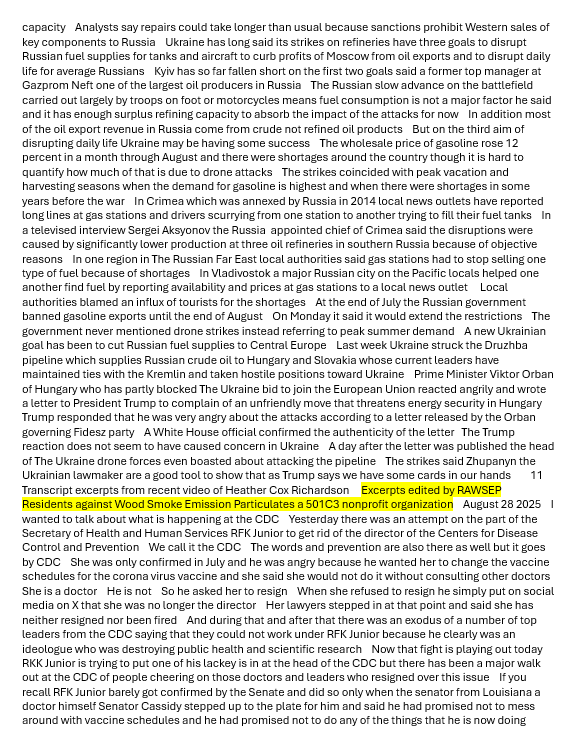 capacity   Analysts say repairs could take longer than usual because sanctions prohibit Western sales of
key components to Russia   Ukraine has long said its strikes on refineries have three goals to disrupt
Russian fuel supplies for tanks and aircraft to curb profits of Moscow from oil exports and to disrupt daily
life for average Russians   Kyiv has so far fallen short on the first two goals said a former top manager at
Gazprom Neft one of the largest oil producers in Russia   The Russian slow advance on the battlefield
carried out largely by troops on foot or motorcycles means fuel consumption is not a major factor he said
and it has enough surplus refining capacity to absorb the impact of the attacks for now   In addition most
of the oil export revenue in Russia come from crude not refined oil products   But on the third aim of
disrupting daily life Ukraine may be having some success   The wholesale price of gasoline rose 12
percent in a month through August and there were shortages around the country though it is hard to
quantify how much of that is due to drone attacks   The strikes coincided with peak vacation and
harvesting seasons when the demand for gasoline is highest and when there were shortages in some
years before the war   In Crimea which was annexed by Russia in 2014 local news outlets have reported
long lines at gas stations and drivers scurrying from one station to another trying to fill their fuel tanks   In
a televised interview Sergei Aksyonov the Russia  appointed chief of Crimea said the disruptions were
caused by significantly lower production at three oil refineries in southern Russia because of objective
reasons   In one region in The Russian Far East local authorities said gas stations had to stop selling one
type of fuel because of shortages   In Vladivostok a major Russian city on the Pacific locals helped one
another find fuel by reporting availability and prices at gas stations to a local news outlet   Local
authorities blamed an influx of tourists for the shortages   At the end of July the Russian government
banned gasoline exports until the end of August   On Monday it said it would extend the restrictions   The
government never mentioned drone strikes instead referring to peak summer demand   A new Ukrainian
goal has been to cut Russian fuel supplies to Central Europe   Last week Ukraine struck the Druzhba
pipeline which supplies Russian crude oil to Hungary and Slovakia whose current leaders have
maintained ties with the Kremlin and taken hostile positions toward Ukraine   Prime Minister Viktor Orban
of Hungary who has partly blocked The Ukraine bid to join the European Union reacted angrily and wrote
a letter to President Trump to complain of an unfriendly move that threatens energy security in Hungary
Trump responded that he was very angry about the attacks according to a letter released by the Orban
governing Fidesz party   A White House official confirmed the authenticity of the letter   The Trump
reaction does not seem to have caused concern in Ukraine   A day after the letter was published the head
of The Ukraine drone forces even boasted about attacking the pipeline   The strikes said Zhupanyn the
Ukrainian lawmaker are a good tool to show that as Trump says we have some cards in our hands      11
Transcript excerpts from recent video of Heather Cox Richardson   Excerpts edited by RAWSEP
Residents against Wood Smoke Emission Particulates a 501C3 nonprofit organization   August 28 2025   I
wanted to talk about what is happening at the CDC   Yesterday there was an attempt on the part of the
Secretary of Health and Human Services RFK Junior to get rid of the director of the Centers for Disease
Control and Prevention   We call it the CDC   The words and prevention are also there as well but it goes
by CDC   She was only confirmed in July and he was angry because he wanted her to change the vaccine
schedules for the corona virus vaccine and she said she would not do it without consulting other doctors
She is a doctor   He is not   So he asked her to resign   When she refused to resign he simply put on social
media on X that she was no longer the director   Her lawyers stepped in at that point and said she has
neither resigned nor been fired   And during that and after that there was an exodus of a number of top
leaders from the CDC saying that they could not work under RFK Junior because he clearly was an
ideologue who was destroying public health and scientific research   Now that fight is playing out today
RKK Junior is trying to put one of his lackey is in at the head of the CDC but there has been a major walk
out at the CDC of people cheering on those doctors and leaders who resigned over this issue   If you
recall RFK Junior barely got confirmed by the Senate and did so only when the senator from Louisiana a
doctor himself Senator Cassidy stepped up to the plate for him and said he had promised not to mess
around with vaccine schedules and he had promised not to do any of the things that he is now doing